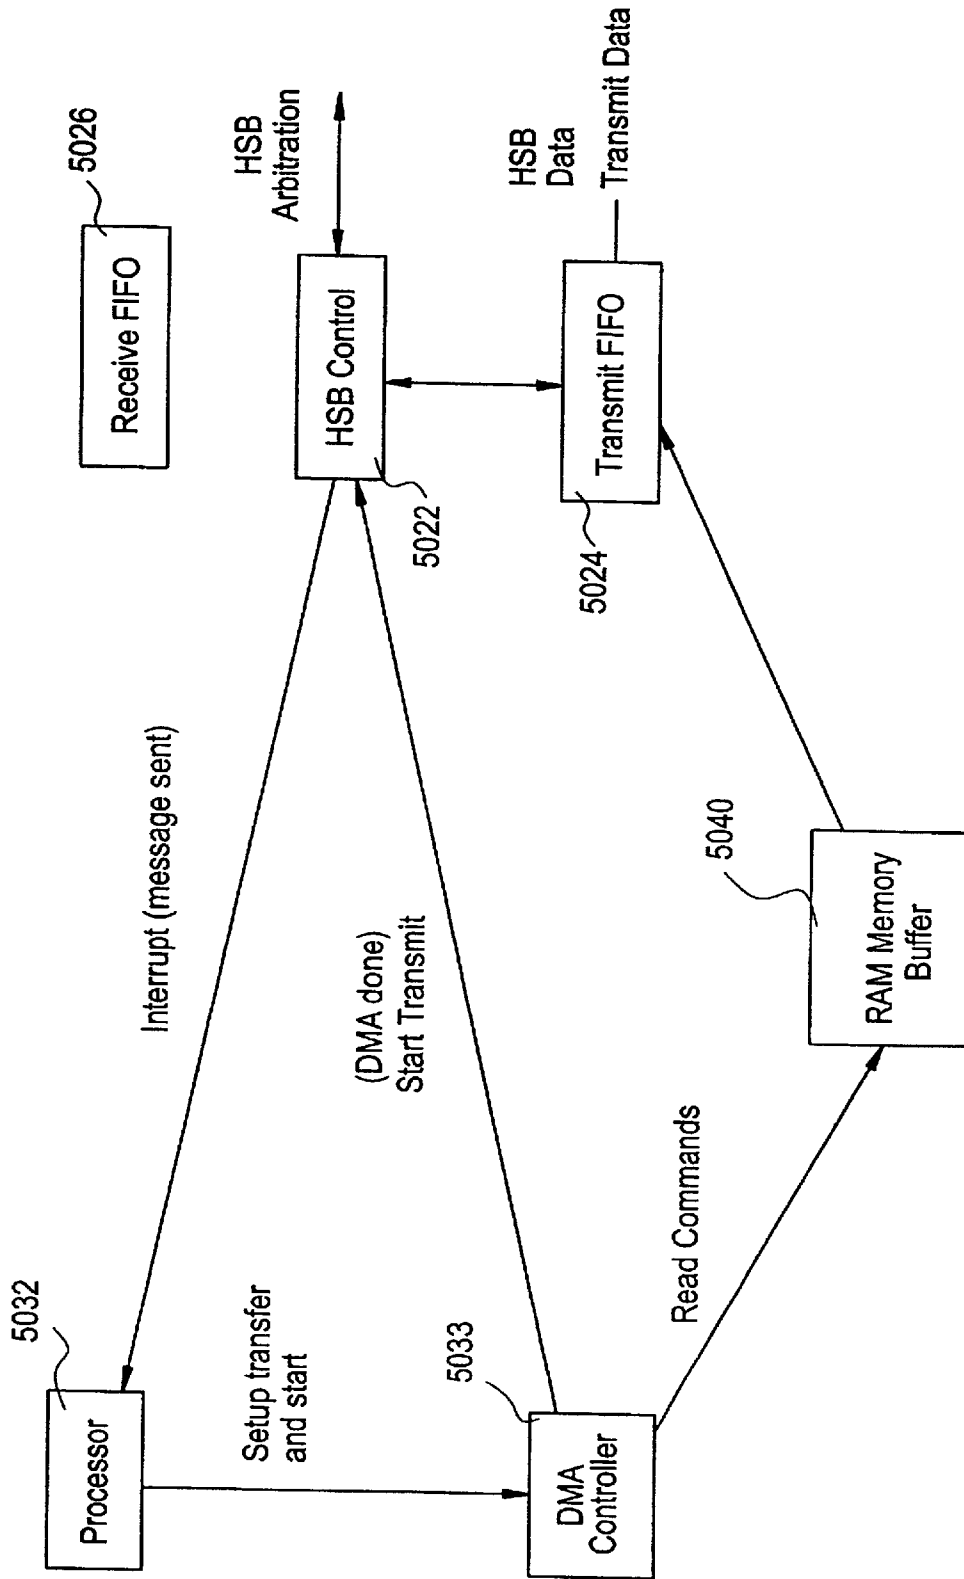 5032
Processor
Setup transfer
and start
5033
DMA
Controller
Interrupt (message sent)
(DMA done)
Start Transmit
Read Commands
5040
RAM Memory
Buffer
5026
Receive FIFO
5022
HSB Control
HSB
Arbitration
5024
Transmit FIFO
HSB
Data
Transmit Data